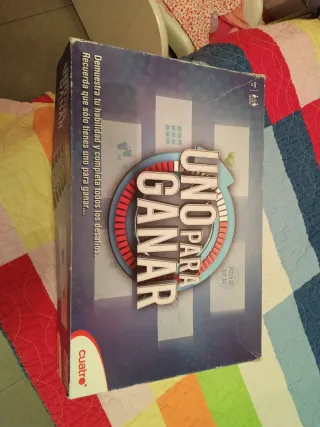 Demuestra tu habilidad y completa todos los desafíos.
Recuerda que sólo tienes uno para ganar...
UNO
PARA
GANAR
cuatro